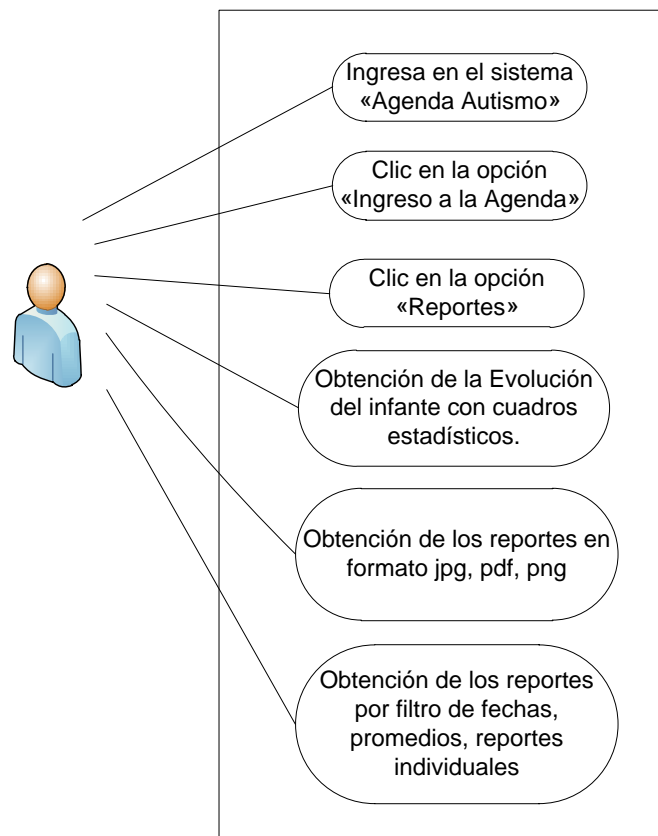 Ingresa en el sistema
«Agenda Autismo»
Clic en la opción
«Ingreso a la Agenda»
Clic en la opción
«Reportes»
Obtención de la Evolución
del infante con cuadros
estadísticos.
Obtención de los reportes en
formato jpg, pdf, png
Obtención de los reportes
por filtro de fechas,
promedios, reportes
individuales